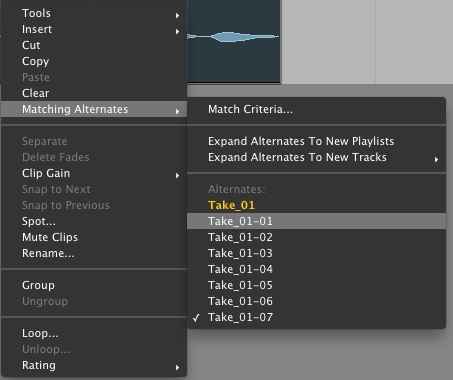 Tools
Insert
Cut
Copy
Paste
Clear
Matching Alternates
Separate
Delete Fades
Clip Gain
Snap to Next
Snap to Previous
Spot...
Mute Clips
Rename...
Group
Ungroup
Loop...
Unloop...
Rating
Match Criteria...
Expand Alternates To New Playlists
Expand Alternates To New Tracks
Alternates:
Take_01
Take_01-01
Take_01-02
Take_01-03
Take_01-04
Take_01-05
Take_01-06
✓ Take_01-07